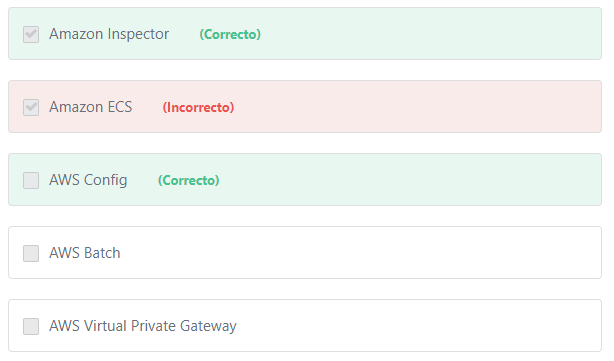 Amazon Inspector (Correcto)
Amazon ECS (Incorrecto)
AWS Config (Correcto)
AWS Batch
AWS Virtual Private Gateway